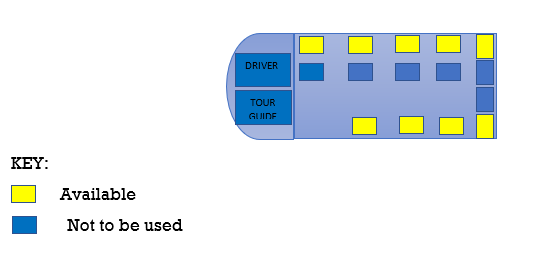 DRIVER
TOUR
GUIDE
KEY:
Available
Not to be used